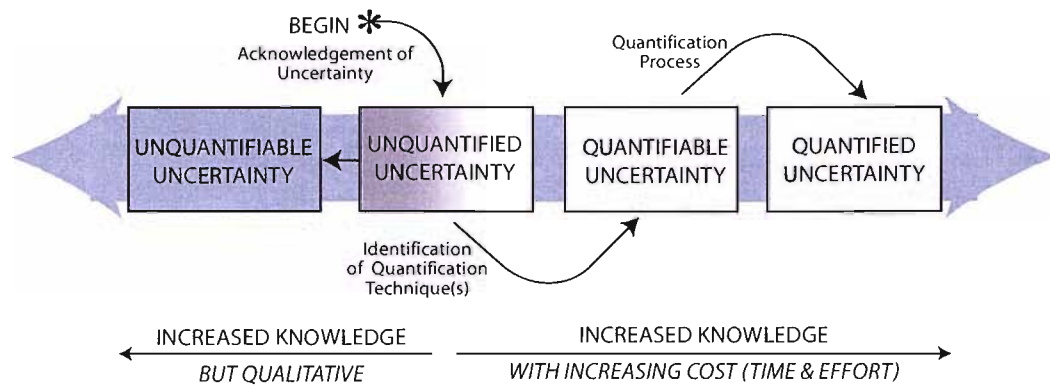 BEGIN *
Acknowledgement of
Uncertainty
Quantification
Process
UNQUANTIFIABLE
UNCERTAINTY
UNQUANTIFIED
UNCERTAINTY
QUANTIFIABLE
UNCERTAINTY
QUANTIFIED
UNCERTAINTY
Identification
of Quantification
Technique(s)
INCREASED KNOWLEDGE
BUT QUALITATIVE
INCREASED KNOWLEDGE
WITH INCREASING COST (TIME & EFFORT)